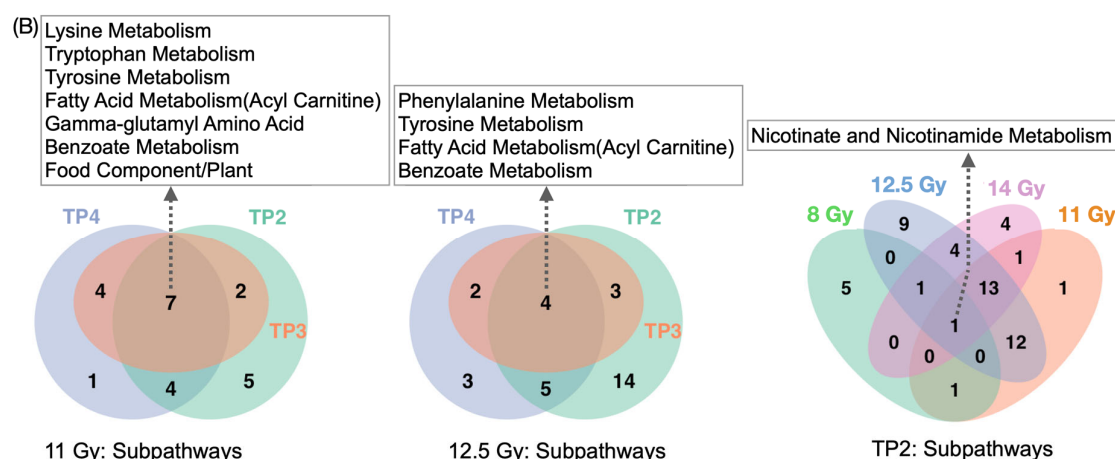 (B)
Lysine Metabolism
Tryptophan Metabolism
Tyrosine Metabolism
Fatty Acid Metabolism(Acyl Carnitine)
Gamma-glutamyl Amino Acid
Benzoate Metabolism
Food Component/Plant
TP4
TP2
4
7
2
TP3
1
4
5
11 Gy: Subpathways
Phenylalanine Metabolism
Tyrosine Metabolism
Fatty Acid Metabolism(Acyl Carnitine)
Benzoate Metabolism
TP4
TP2
2
4
3
TP3
3
5
14
12.5 Gy: Subpathways
Nicotinate and Nicotinamide Metabolism
12.5 Gy
14 Gy
8 Gy
11 Gy
9
4
0
4
1
5
1
13
1
1
0
0
0
12
1
TP2: Subpathways